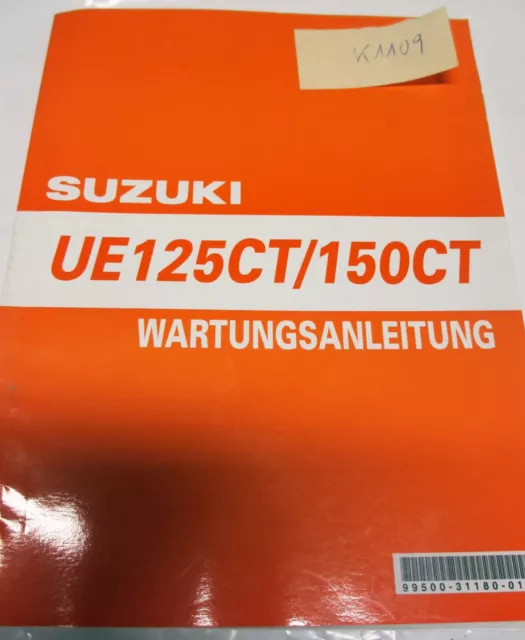 K1109
SUZUKI
UE125CT/150CT
WARTUNGSANLEITUNG
99500-31180-01